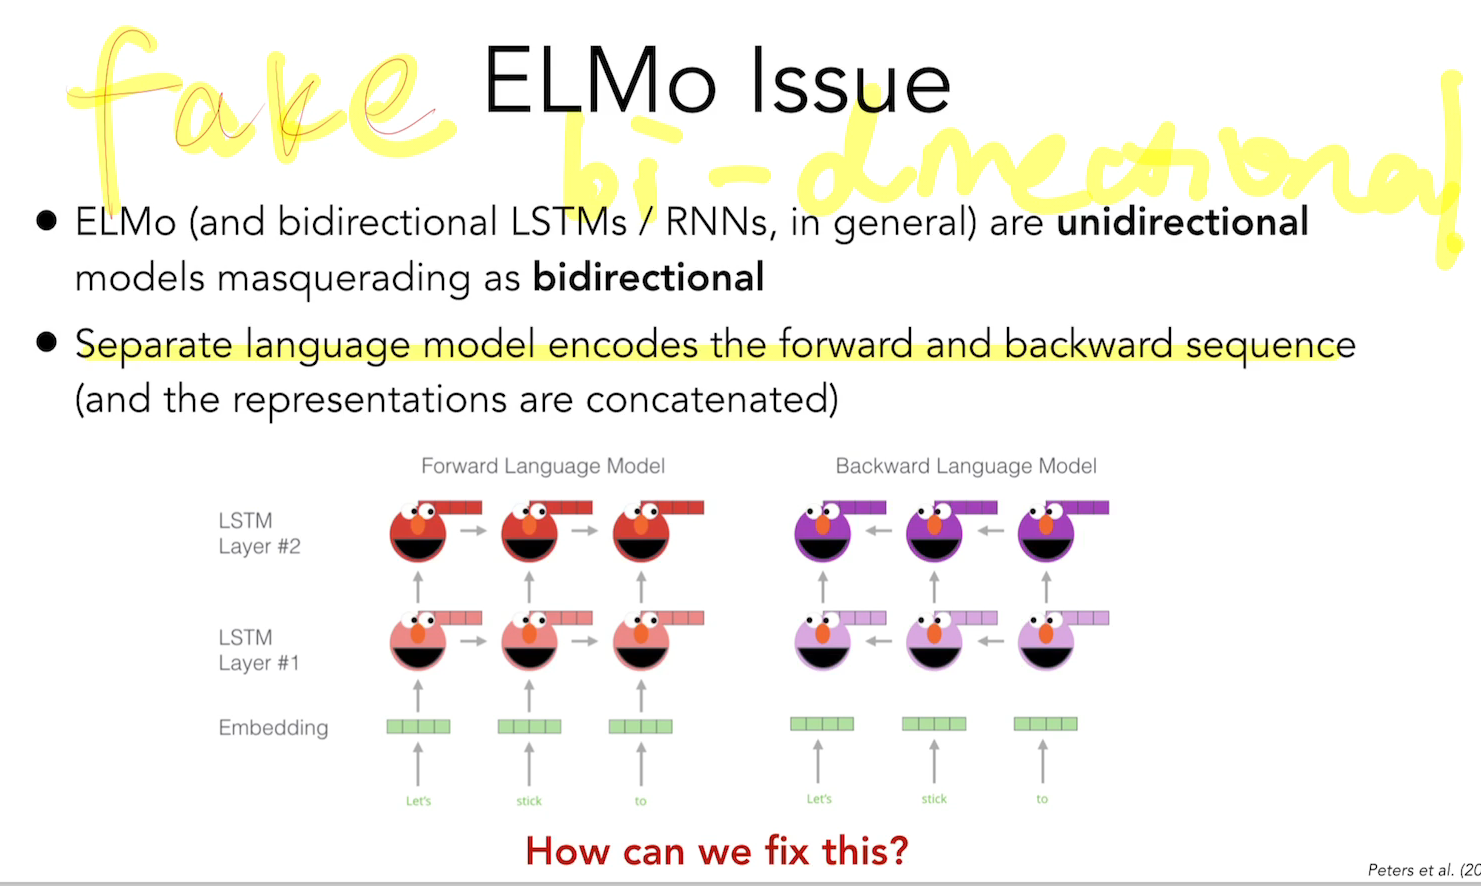 fake
ELMo Issue
bi-directional!
● ELMo (and bidirectional LSTMs / RNNs, in general) are unidirectional
models masquerading as bidirectional
● Separate language model encodes the forward and backward sequence
(and the representations are concatenated)
Forward Language Model
Backward Language Model
LSTM
Layer #2
LSTM
Layer #1
Embedding
Let's stick to
Let's stick to
How can we fix this?
Peters et al. (20